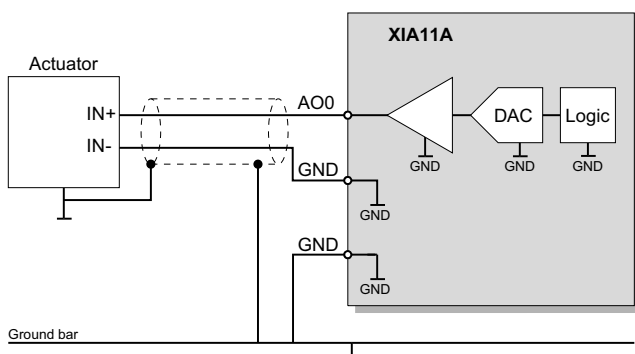 XIA11A
Actuator
IN+
IN-
AO0
DAC
Logic
GND
GND
GND
GND
GND
GND
GND
Ground bar